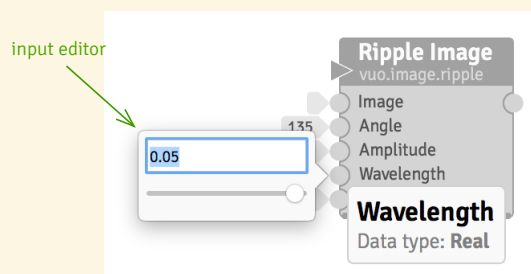 input editor
Ripple Image
vuo.image.ripple
Image
135
Angle
Amplitude
0.05
Wavelength
Wavelength
Data type: Real